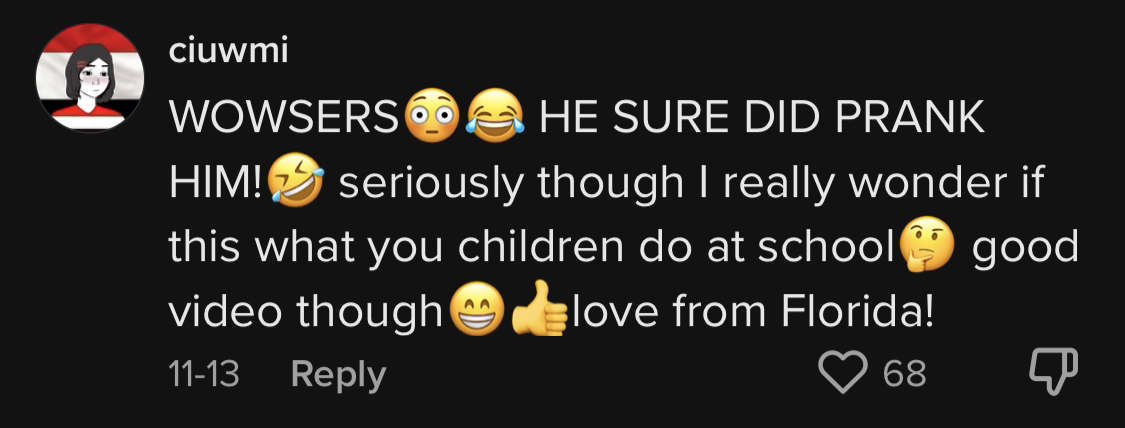 ciuwmi
WOWSERS😳😂 HE SURE DID PRANK
HIM!🤣 seriously though I really wonder if
this what you children do at school🤔 good
video though😁👍love from Florida!
11-13 Reply 68